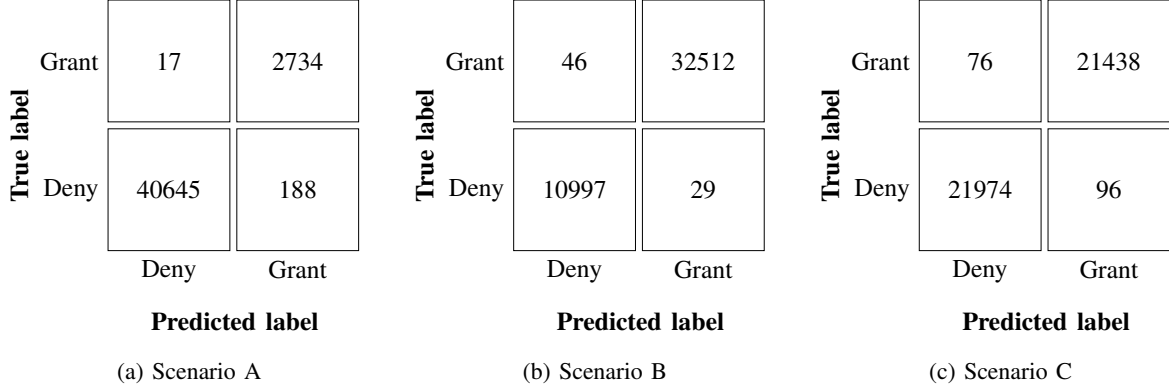 True label
Grant
17
2734
Deny
40645
188
Deny
Grant
Predicted label
(a) Scenario A
True label
Grant
46
32512
Deny
10997
29
Deny
Grant
Predicted label
(b) Scenario B
True label
Grant
76
21438
Deny
21974
96
Deny
Grant
Predicted label
(c) Scenario C